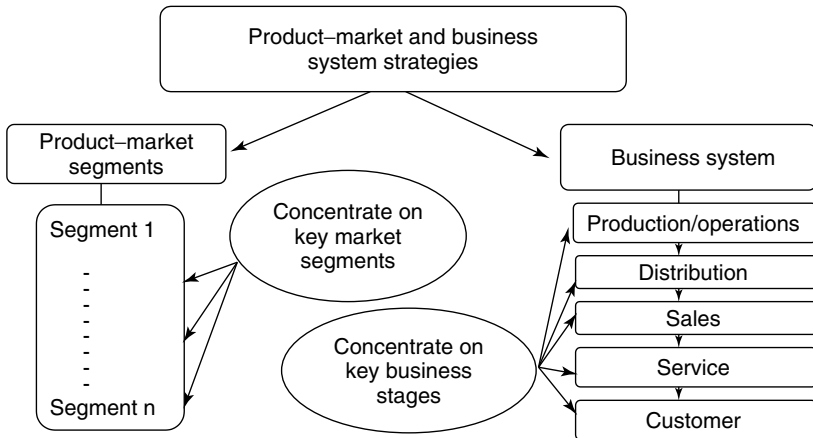 Product–market and business
system strategies
Product–market
segments
Business system
Segment 1
-
-
-
-
-
-
-
-
Segment n
Concentrate on
key market
segments
Concentrate on
key business
stages
Production/operations
Distribution
Sales
Service
Customer